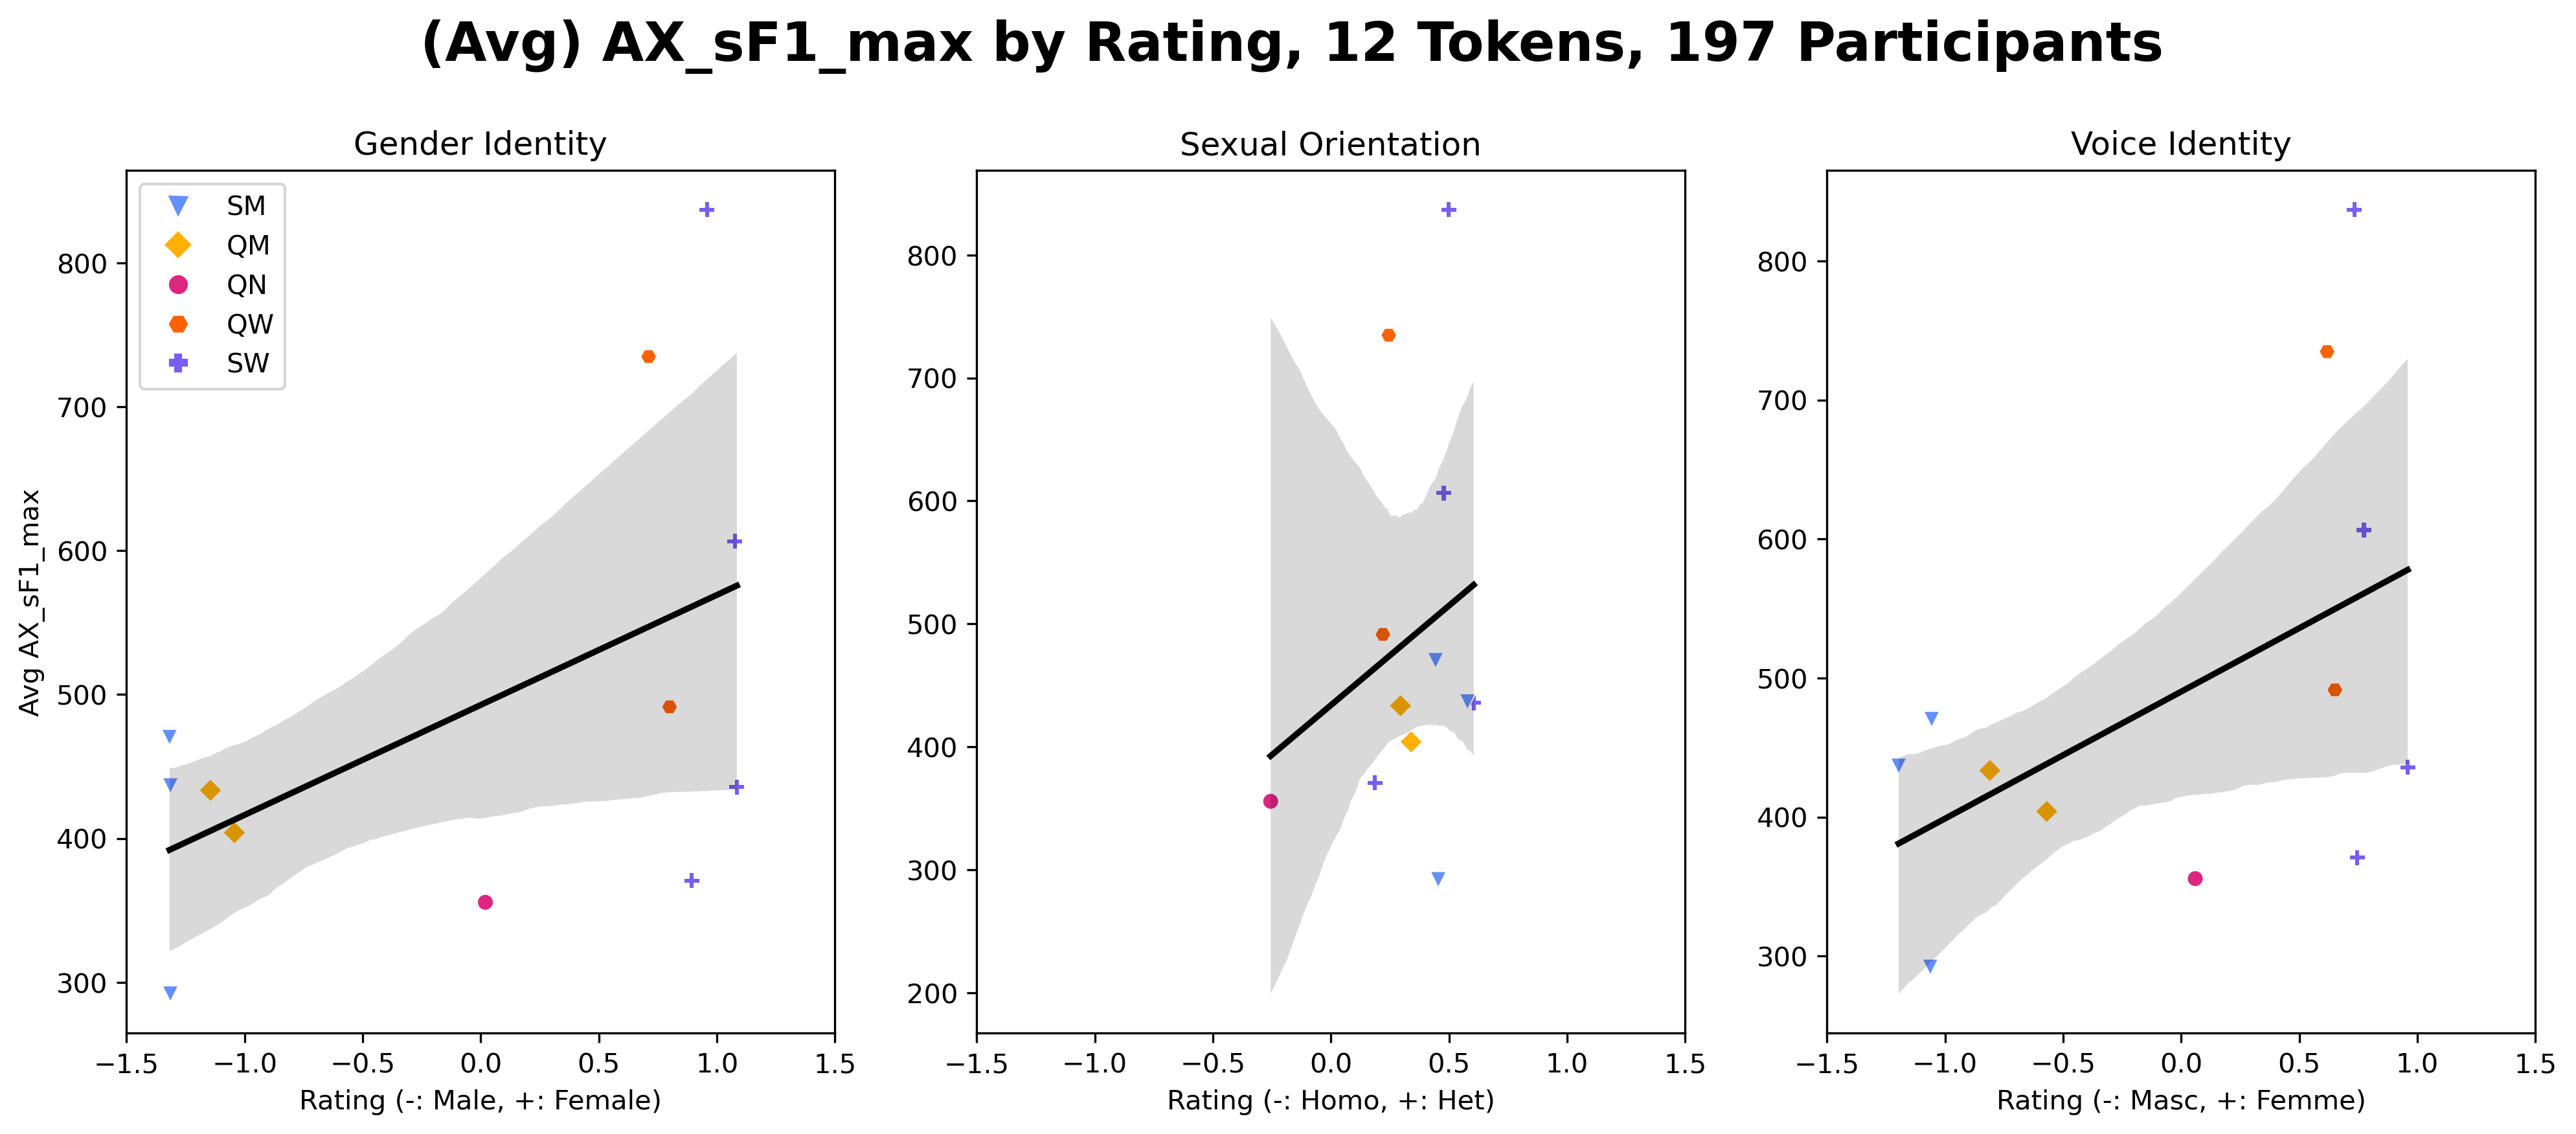 (Avg) AX_sF1_max by Rating, 12 Tokens, 197 Participants
Gender Identity
SM
QM
QN
QW
SW
Avg AX_sF1_max
800
700
600
500
400
300
−1.5 −1.0 −0.5 0.0 0.5 1.0 1.5
Rating (-: Male, +: Female)
Sexual Orientation
800
700
600
500
400
300
200
−1.5 −1.0 −0.5 0.0 0.5 1.0 1.5
Rating (-: Homo, +: Het)
Voice Identity
800
700
600
500
400
300
−1.5 −1.0 −0.5 0.0 0.5 1.0 1.5
Rating (-: Masc, +: Femme)